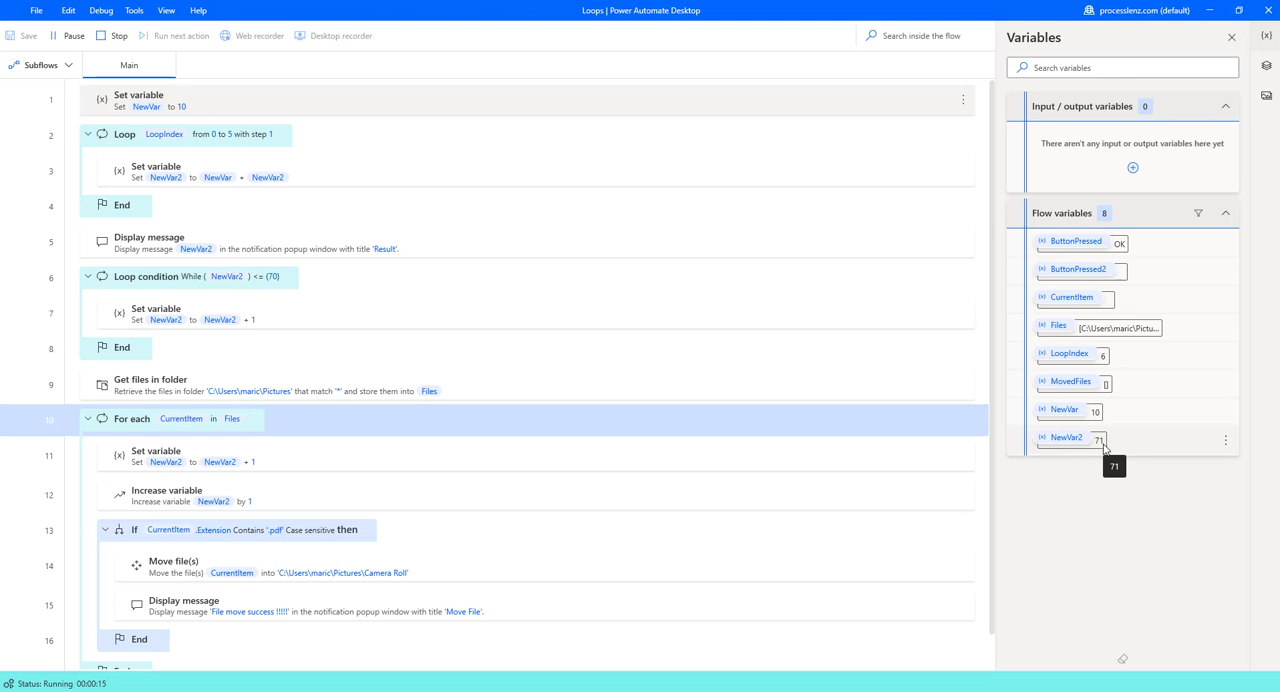 File Edit Debug Tools View Help Loops | Power Automate Desktop processlenz.com (default)
Save Pause Stop Run next action Web recorder Desktop recorder Search inside the flow
Subflows Main
1 {x} Set variable
Set NewVar to 10
2 Loop LoopIndex from 0 to 5 with step 1
3 {x} Set variable
Set NewVar2 to NewVar + NewVar2
4 End
5 Display message
Display message NewVar2 in the notification popup window with title 'Result'.
6 Loop condition While ( NewVar2 ) <= (70)
7 {x} Set variable
Set NewVar2 to NewVar2 + 1
8 End
9 Get files in folder
Retrieve the files in folder 'C:\Users\maric\Pictures' that match '*' and store them into Files
10 For each CurrentItem in Files
11 {x} Set variable
Set NewVar2 to NewVar2 + 1
12 Increase variable
Increase variable NewVar2 by 1
13 If CurrentItem .Extension Contains '.pdf' Case sensitive then
14 Move file(s)
Move the file(s) CurrentItem into 'C:\Users\maric\Pictures\Camera Roll'
15 Display message
Display message 'File move success !!!!!' in the notification popup window with title 'Move File'.
16 End
Status: Running 00:00:15
Variables {x}
Search variables
Input / output variables 0
There aren't any input or output variables here yet
Flow variables 8
(x) ButtonPressed OK
(x) ButtonPressed2
(x) CurrentItem
(x) Files [C:\Users\maric\Pictu...
(x) LoopIndex 6
(x) MovedFiles []
(x) NewVar 10
(x) NewVar2 71
71